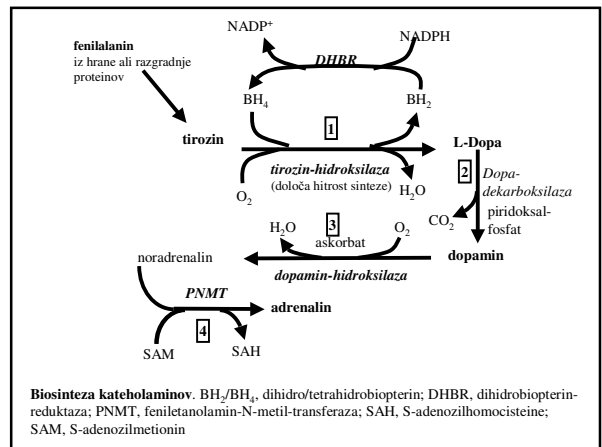 NADP⁺
NADPH
fenilalanin
iz hrane ali razgradnje
proteinov
DHBR
BH₄
BH₂
1
tirozin
L-Dopa
tirozin-hidroksilaza
(določa hitrost sinteze)
O₂
H₂O
2
Dopa-
dekarboksilaza
piridoksal-
fosfat
CO₂
H₂O
3
askorbat
O₂
noradrenalin
dopamin
dopamin-hidroksilaza
PNMT
adrenalin
4
SAM
SAH
Biosinteza kateholaminov. BH₂/BH₄, dihidro/tetrahidrobiopterin; DHBR, dihidrobiopterin-
reduktaza; PNMT, feniletanolamin-N-metil-transferaza; SAH, S-adenozilhomocisteine;
SAM, S-adenozilmetionin